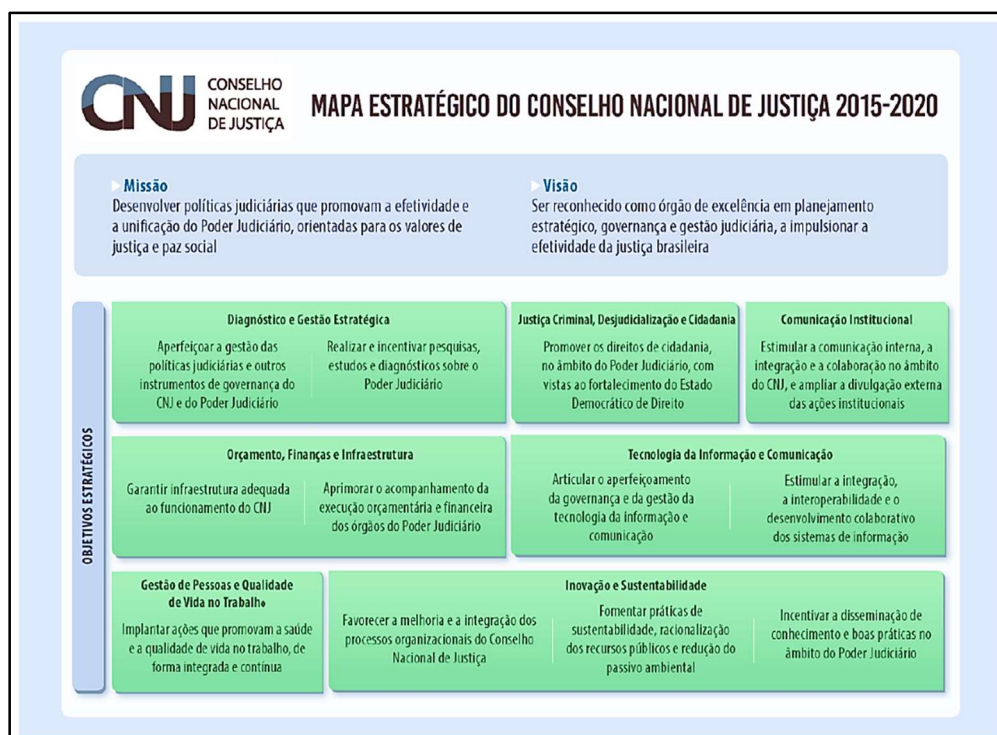 CNJ
CONSELHO
NACIONAL
DE JUSTIÇA
MAPA ESTRATÉGICO DO CONSELHO NACIONAL DE JUSTIÇA 2015-2020
Missão
Desenvolver políticas judiciárias que promovam a efetividade e
a unificação do Poder Judiciário, orientadas para os valores de
justiça e paz social
Visão
Ser reconhecido como órgão de excelência em planejamento
estratégico, governança e gestão judiciária, a impulsionar a
efetividade da justiça brasileira
OBJETIVOS ESTRATÉGICOS
Diagnóstico e Gestão Estratégica
Aperfeiçoar a gestão das
políticas judiciárias e outros
instrumentos de governança do
CNJ e do Poder Judiciário
Realizar e incentivar pesquisas,
estudos e diagnósticos sobre o
Poder Judiciário
Justiça Criminal, Desjudicialização e Cidadania
Promover os direitos de cidadania,
no âmbito do Poder Judiciário, com
vistas ao fortalecimento do Estado
Democrático de Direito
Comunicação Institucional
Estimular a comunicação interna, a
integração e a colaboração no âmbito
do CNJ, e ampliar a divulgação externa
das ações institucionais
Orçamento, Finanças e Infraestrutura
Garantir infraestrutura adequada
ao funcionamento do CNJ
Aprimorar o acompanhamento da
execução orçamentária e financeira
dos órgãos do Poder Judiciário
Tecnologia da Informação e Comunicação
Articular o aperfeiçoamento
da governança e da gestão da
tecnologia da informação e
comunicação
Estimular a integração,
a interoperabilidade e o
desenvolvimento colaborativo
dos sistemas de informação
Gestão de Pessoas e Qualidade
de Vida no Trabalho
Implantar ações que promovam a saúde
e a qualidade de vida no trabalho, de
forma integrada e contínua
Inovação e Sustentabilidade
Favorecer a melhoria e a integração dos
processos organizacionais do Conselho
Nacional de Justiça
Fomentar práticas de
sustentabilidade, racionalização
dos recursos públicos e redução do
passivo ambiental
Incentivar a disseminação de
conhecimento e boas práticas no
âmbito do Poder Judiciário